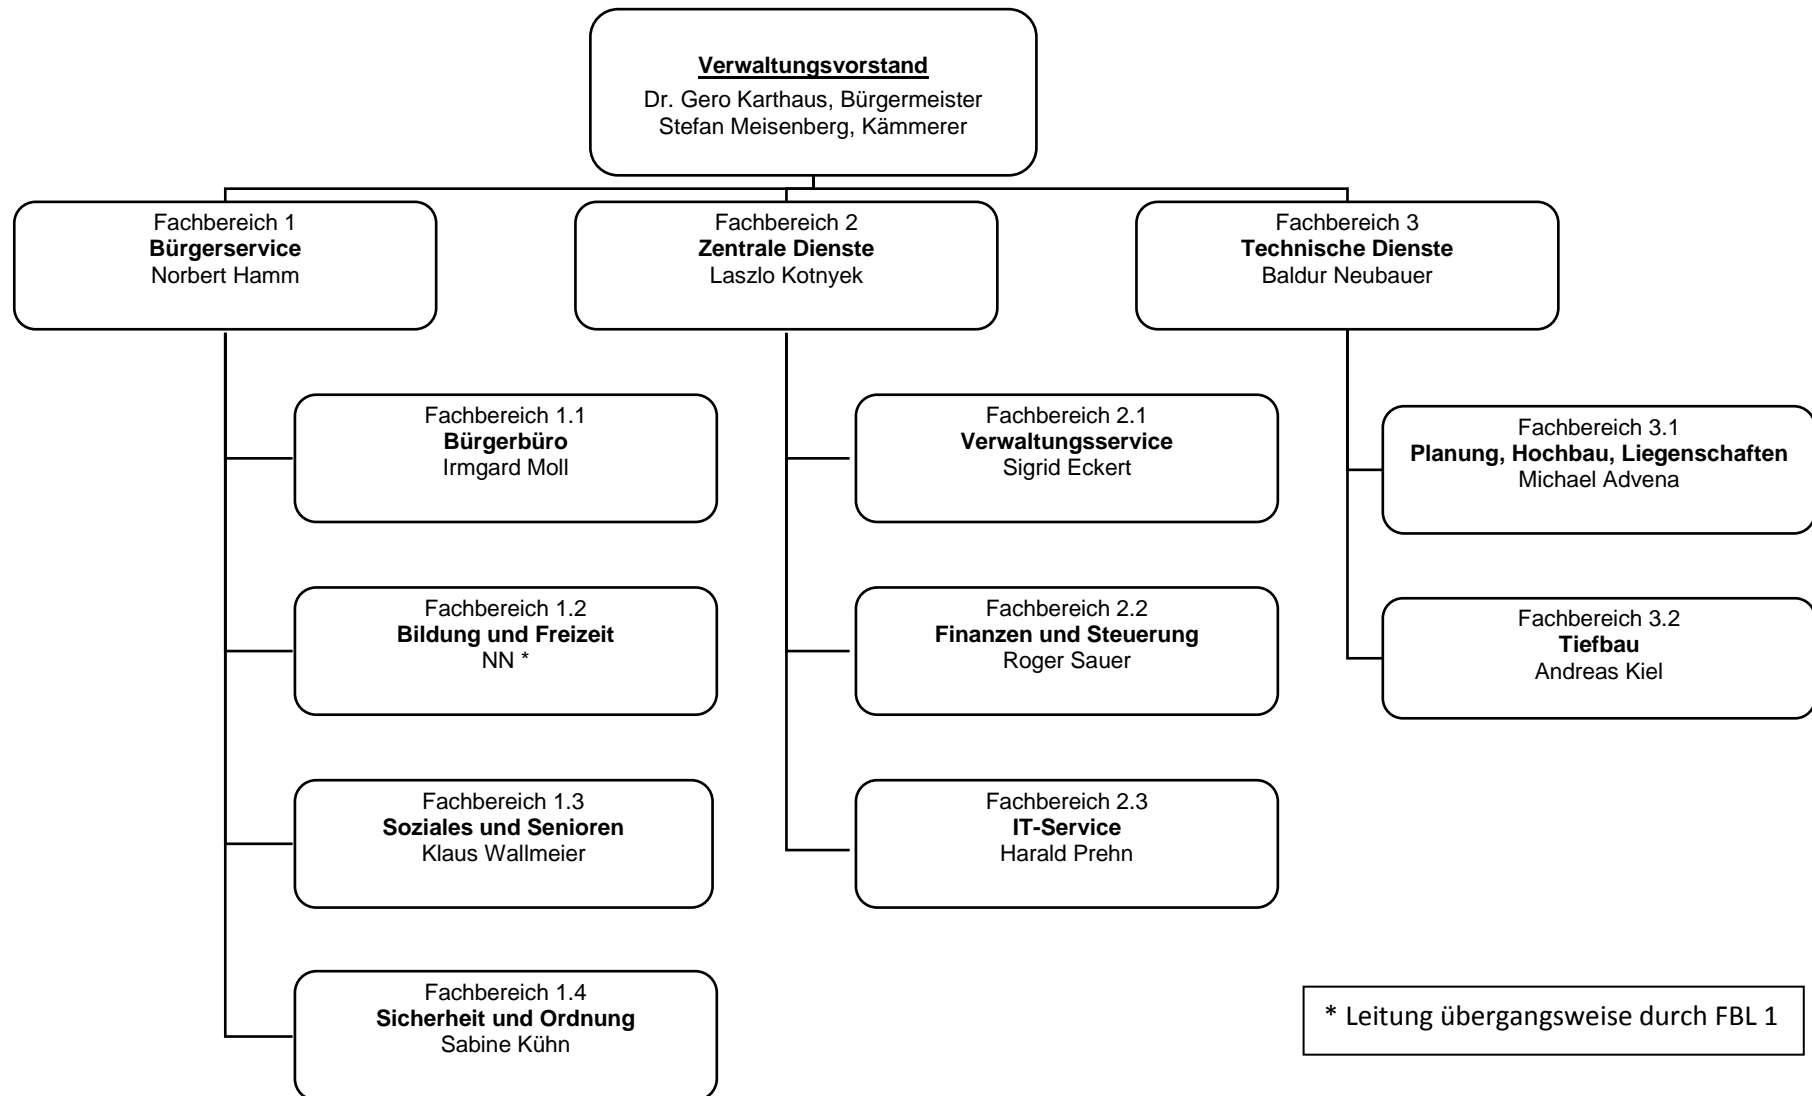 Verwaltungsvorstand
Dr. Gero Karthaus, Bürgermeister
Stefan Meisenberg, Kämmerer
Fachbereich 1
Bürgerservice
Norbert Hamm
Fachbereich 2
Zentrale Dienste
Laszlo Kotnyek
Fachbereich 3
Technische Dienste
Baldur Neubauer
Fachbereich 1.1
Bürgerbüro
Irmgard Moll
Fachbereich 1.2
Bildung und Freizeit
NN *
Fachbereich 1.3
Soziales und Senioren
Klaus Wallmeier
Fachbereich 1.4
Sicherheit und Ordnung
Sabine Kühn
Fachbereich 2.1
Verwaltungsservice
Sigrid Eckert
Fachbereich 2.2
Finanzen und Steuerung
Roger Sauer
Fachbereich 2.3
IT-Service
Harald Prehn
Fachbereich 3.1
Planung, Hochbau, Liegenschaften
Michael Advena
Fachbereich 3.2
Tiefbau
Andreas Kiel
* Leitung übergangsweise durch FBL 1